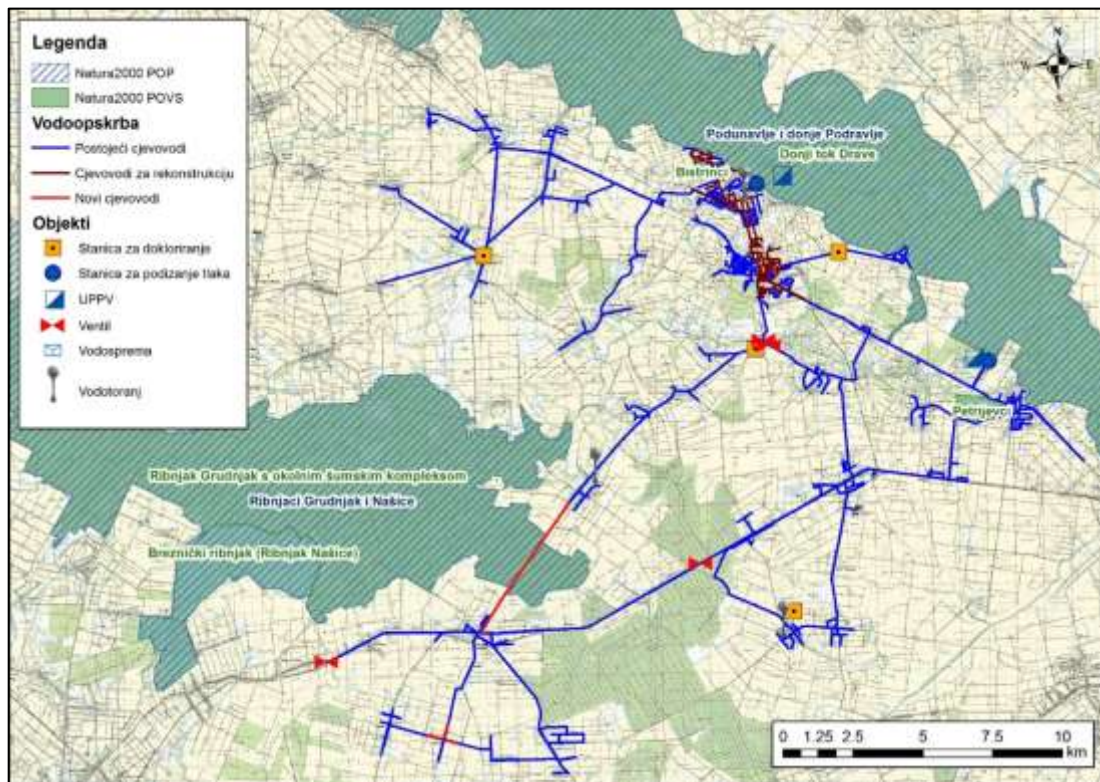 Legenda
Natura2000 POP
Natura2000 POVS
Vodoopskrba
Postojeći cjevovodi
Cjevovodi za rekonstrukciju
Novi cjevovodi
Objekti
Stanica za dokloriranje
Stanica za podizanje tlaka
UPPV
Ventil
Vodosprema
Vodotoranj
N
W E
S
Podunavlje i donje Podravlje
Donji tok Drave
Bistrinci
Petrijevci
Ribnjak Grudnjak s okolnim šumskim kompleksom
Ribnjaci Grudnjak i Našice
Breznički ribnjak (Ribnjak Našice)
0 1.25 2.5 5 7.5 10
km